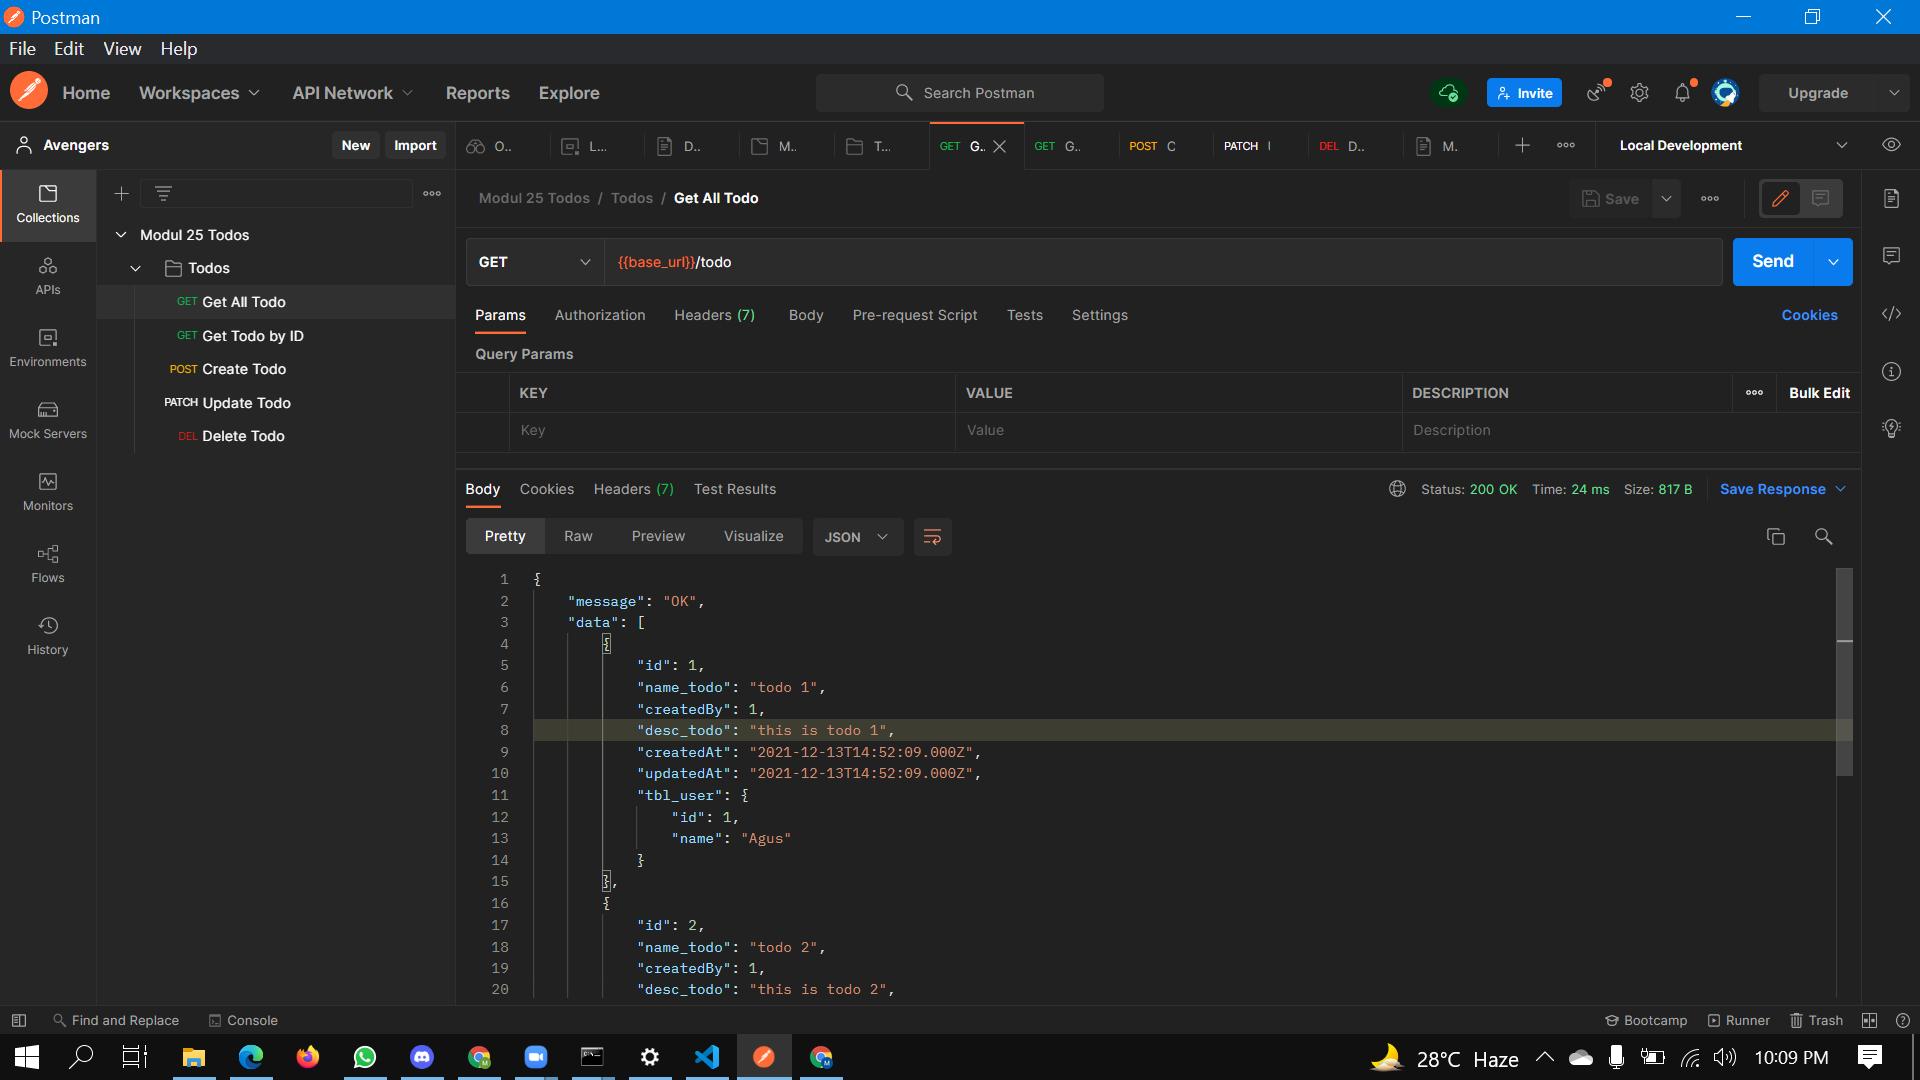 Postman
File Edit View Help
Home Workspaces API Network Reports Explore Search Postman Invite Upgrade
Avengers New Import O.. L... D.. M.. T... GET G. GET G.. POST C PATCH DEL D.. M. Local Development
Collections
APIs
Environments
Mock Servers
Monitors
Flows
History
Modul 25 Todos
Todos
GET Get All Todo
GET Get Todo by ID
POST Create Todo
PATCH Update Todo
DEL Delete Todo
Modul 25 Todos / Todos / Get All Todo Save
GET {{base_url}}/todo Send
Params Authorization Headers (7) Body Pre-request Script Tests Settings Cookies
Query Params
KEY VALUE DESCRIPTION Bulk Edit
Key Value Description
Body Cookies Headers (7) Test Results Status: 200 OK Time: 24 ms Size: 817 B Save Response
Pretty Raw Preview Visualize JSON
1 {
2 "message": "OK",
3 "data": [
4 {
5 "id": 1,
6 "name_todo": "todo 1",
7 "createdBy": 1,
8 "desc_todo": "this is todo 1",
9 "createdAt": "2021-12-13T14:52:09.000Z",
10 "updatedAt": "2021-12-13T14:52:09.000Z",
11 "tbl_user": {
12 "id": 1,
13 "name": "Agus"
14 }
15 },
16 {
17 "id": 2,
18 "name_todo": "todo 2",
19 "createdBy": 1,
20 "desc_todo": "this is todo 2",
Find and Replace Console Bootcamp Runner Trash
28°C Haze 10:09 PM